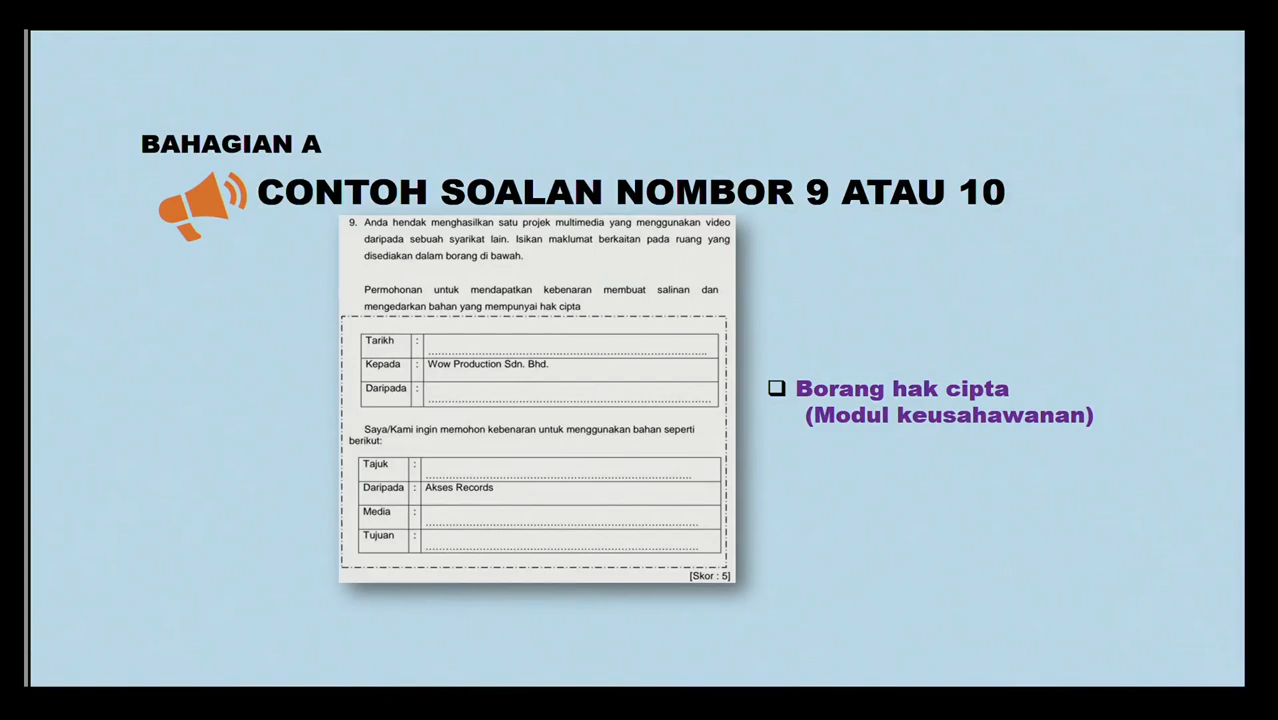 BAHAGIAN A
CONTOH SOALAN NOMBOR 9 ATAU 10
9. Anda hendak menghasilkan satu projek multimedia yang menggunakan video
daripada sebuah syarikat lain. Isikan maklumat berkaitan pada ruang yang
disediakan dalam borang di bawah.
Permohonan untuk mendapatkan kebenaran membuat salinan dan
mengedarkan bahan yang mempunyai hak cipta
Tarikh :
Kepada : Wow Production Sdn. Bhd.
Daripada :
Saya/Kami ingin memohon kebenaran untuk menggunakan bahan seperti
berikut:
Tajuk :
Daripada : Akses Records
Media :
Tujuan :
[Skor : 5]
Borang hak cipta
(Modul keusahawanan)